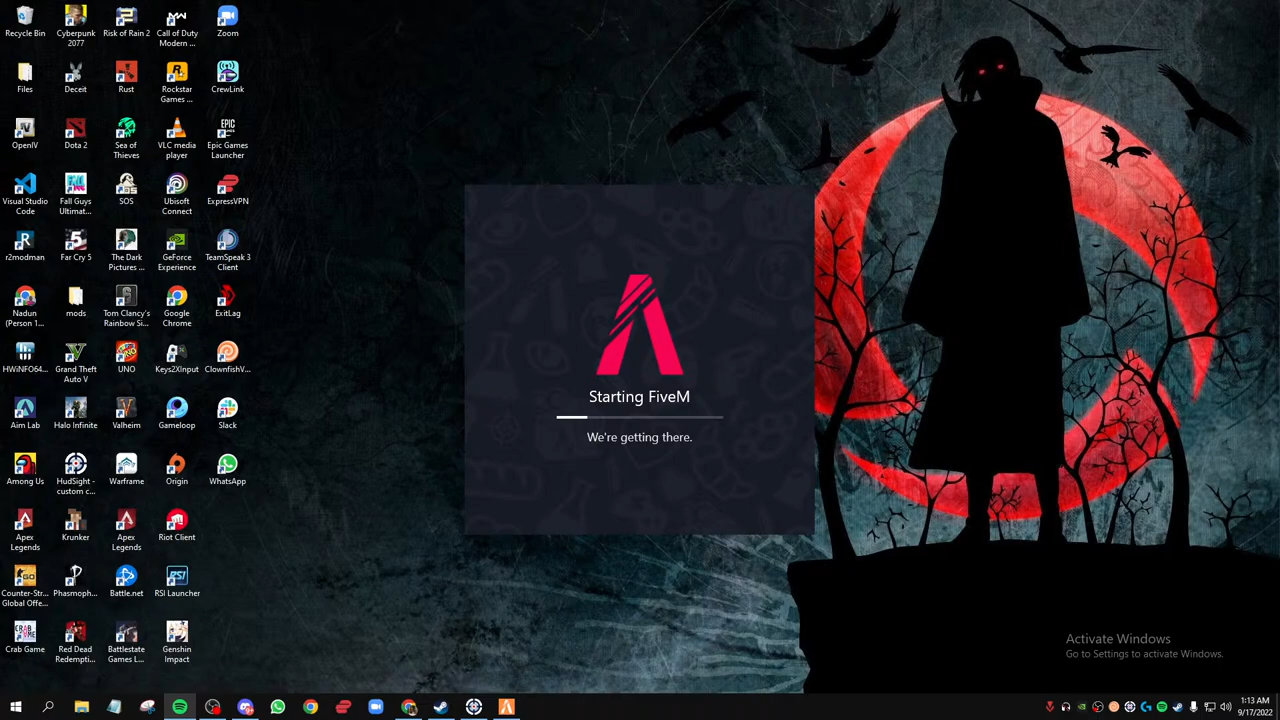 Recycle Bin
Cyberpunk
2077
Risk of Rain 2
Call of Duty
Modern ...
Zoom
Files
Deceit
Rust
Rockstar
Games ...
CrewLink
OpenIV
Dota 2
Sea of
Thieves
VLC media
player
EPIC
GAMES
Epic Games
Launcher
Visual Studio
Code
Fall Guys
Ultimat...
SOS
Ubisoft
Connect
ExpressVPN
r2modman
Far Cry 5
The Dark
Pictures ...
GeForce
Experience
TeamSpeak 3
Client
Nadun
(Person 1...
mods
Tom Clancy's
Rainbow Si...
Google
Chrome
ExitLag
HWiNFO64...
Grand Theft
Auto V
UNO
Keys2XInput
ClownfishV...
Aim Lab
Halo Infinite
Valheim
Gameloop
Slack
Among Us
HudSight -
custom c...
Warframe
Origin
WhatsApp
Apex
Legends
Krunker
Apex
Legends
Riot Client
Counter-Str...
Global Offe...
Phasmoph...
Battle.net
RSI
RSI Launcher
CRAB
GAME
Crab Game
Red Dead
Redempti...
Battlestate
Games L...
Genshin
Impact
Starting FiveM
We're getting there.
Activate Windows
Go to Settings to activate Windows.
1:13 AM
9/17/2022